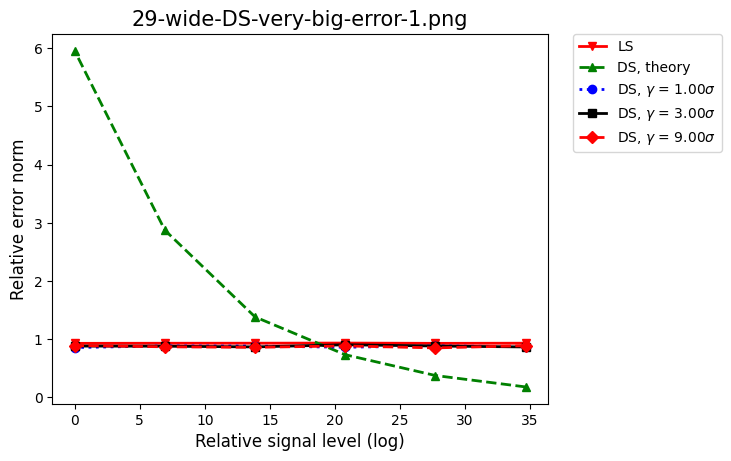 29-wide-DS-very-big-error-1.png
LS
DS, theory
DS, γ = 1.00σ
DS, γ = 3.00σ
DS, γ = 9.00σ
Relative error norm
6
5
4
3
2
1
0
0 5 10 15 20 25 30 35
Relative signal level (log)